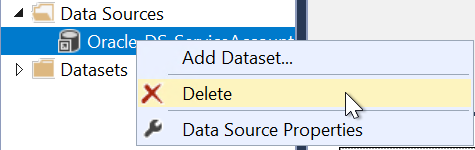 Data Sources
Oracle_DS_ServiceAccount
Datasets
Add Dataset...
Delete
Data Source Properties